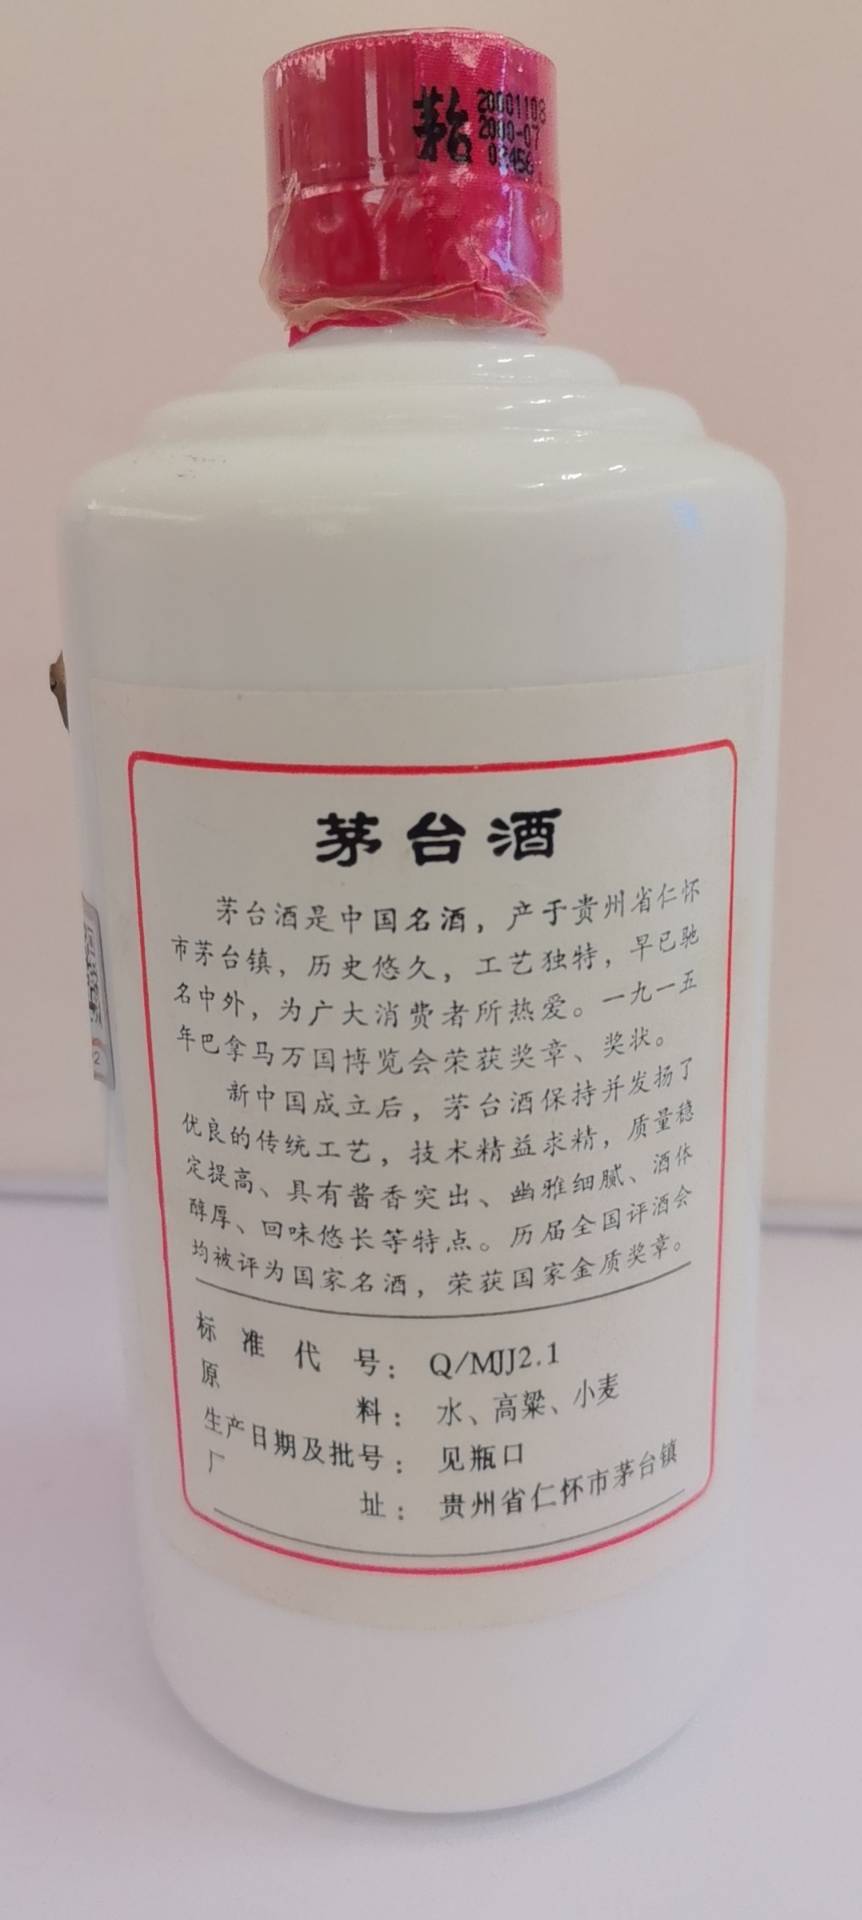 茅台
20001108
2000-07
03456
茅台酒
茅台酒是中国名酒，产于贵州省仁怀
市茅台镇，历史悠久，工艺独特，早已驰
名中外，为广大消费者所热爱。一九一五
年巴拿马万国博览会荣获奖章、奖状。
新中国成立后，茅台酒保持并发扬了
优良的传统工艺，技术精益求精，质量稳
定提高、具有酱香突出、幽雅细腻、酒体
醇厚、回味悠长等特点。历届全国评酒会
均被评为国家名酒，荣获国家金质奖章。
标准代号：Q/MJJ2.1
原料：水、高粱、小麦
生产日期及批号：见瓶口
厂址：贵州省仁怀市茅台镇